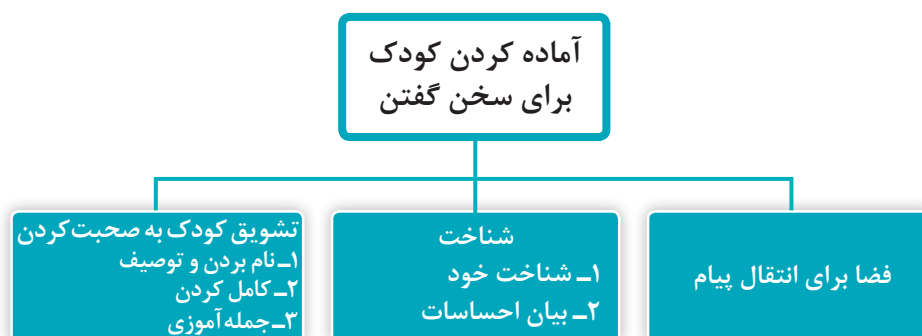 آماده کردن کودک
برای سخن گفتن
فضا برای انتقال پیام
شناخت
۱ـ شناخت خود
۲ـ بیان احساسات
تشویق کودک به صحبت کردن
۱ـ نام بردن و توصیف
۲ـ کامل کردن
۳ـ جمله آموزی